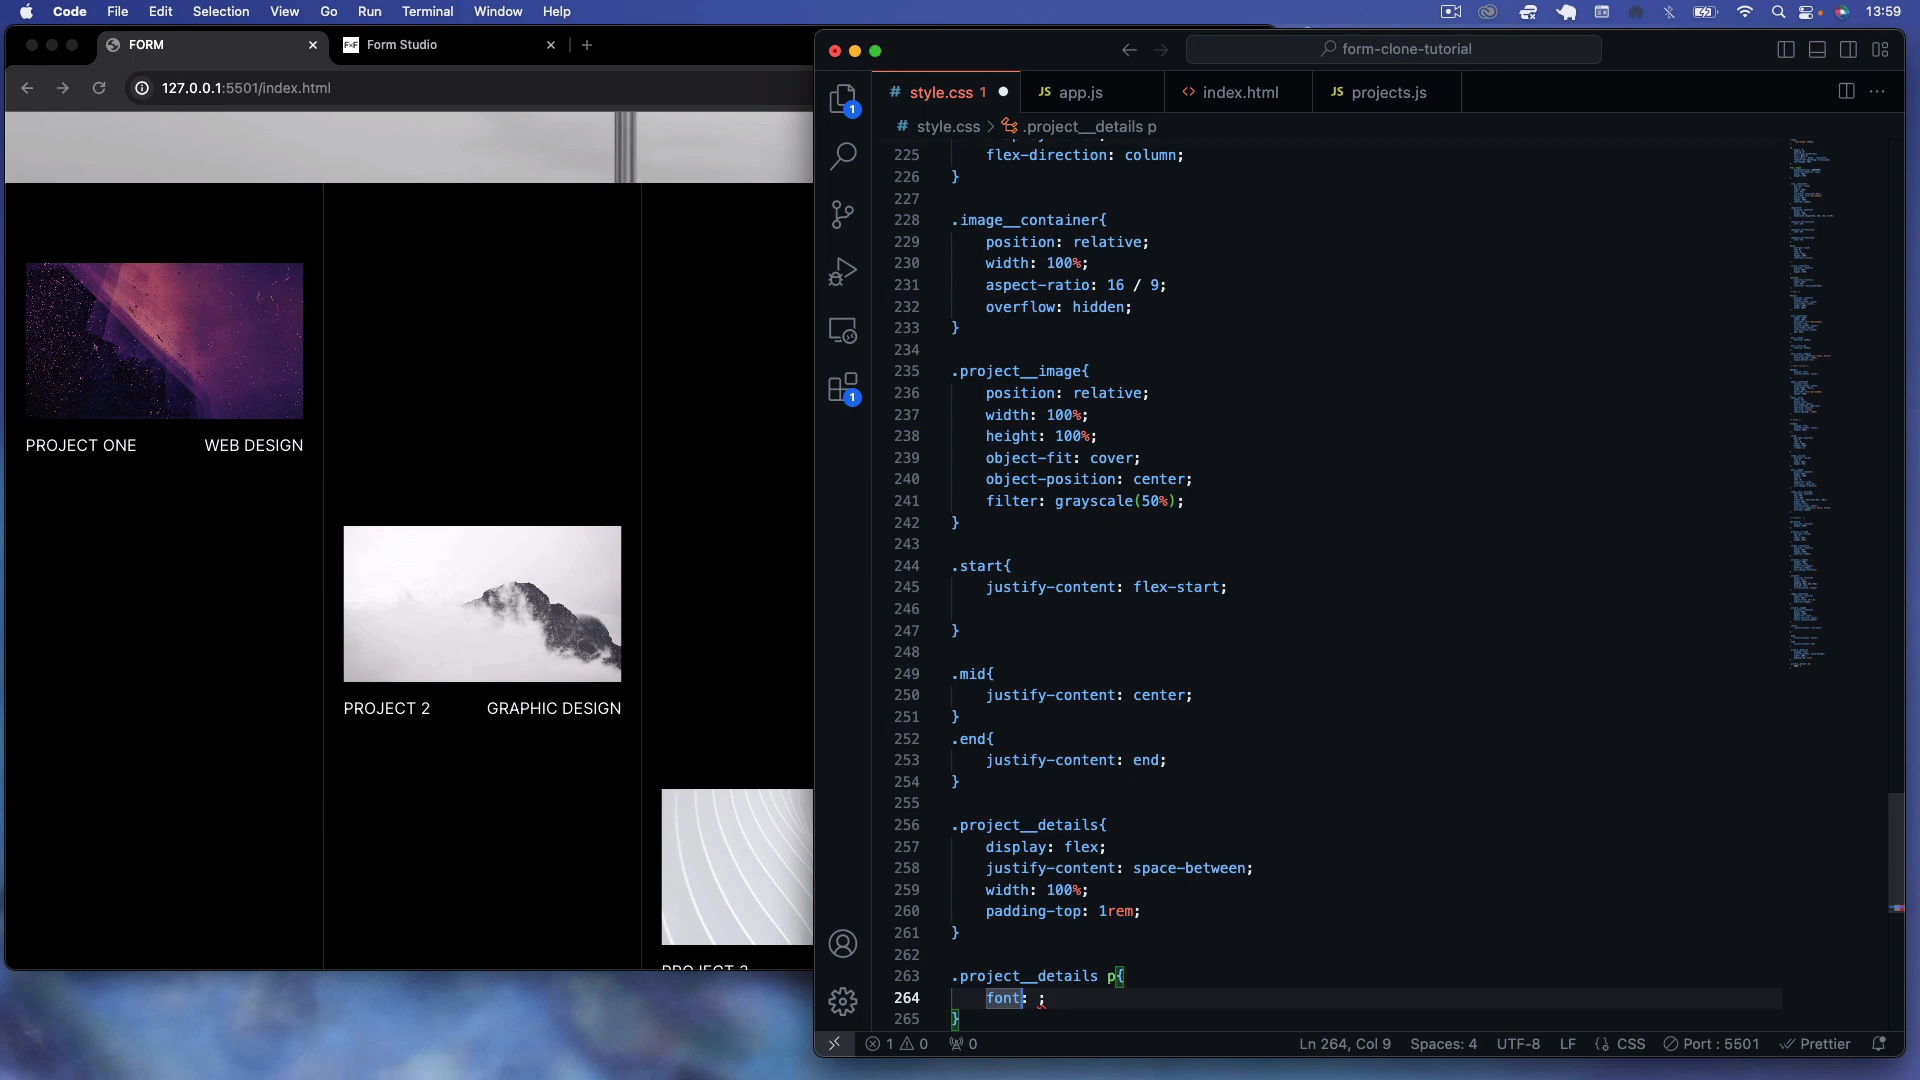 Code File Edit Selection View Go Run Terminal Window Help 13:59
FORM
F×F Form Studio
127.0.0.1:5501/index.html
PROJECT ONE WEB DESIGN
PROJECT 2 GRAPHIC DESIGN
form-clone-tutorial
# style.css 1
JS app.js
<> index.html
JS projects.js
# style.css > .project__details p
225 flex-direction: column;
226 }
227
228 .image__container{
229 position: relative;
230 width: 100%;
231 aspect-ratio: 16 / 9;
232 overflow: hidden;
233 }
234
235 .project__image{
236 position: relative;
237 width: 100%;
238 height: 100%;
239 object-fit: cover;
240 object-position: center;
241 filter: grayscale(50%);
242 }
243
244 .start{
245 justify-content: flex-start;
246
247 }
248
249 .mid{
250 justify-content: center;
251 }
252 .end{
253 justify-content: end;
254 }
255
256 .project__details{
257 display: flex;
258 justify-content: space-between;
259 width: 100%;
260 padding-top: 1rem;
261 }
262
263 .project__details p{
264 font: ;
265 }
1
1
1 0 0
Ln 264, Col 9 Spaces: 4 UTF-8 LF CSS Port : 5501 Prettier